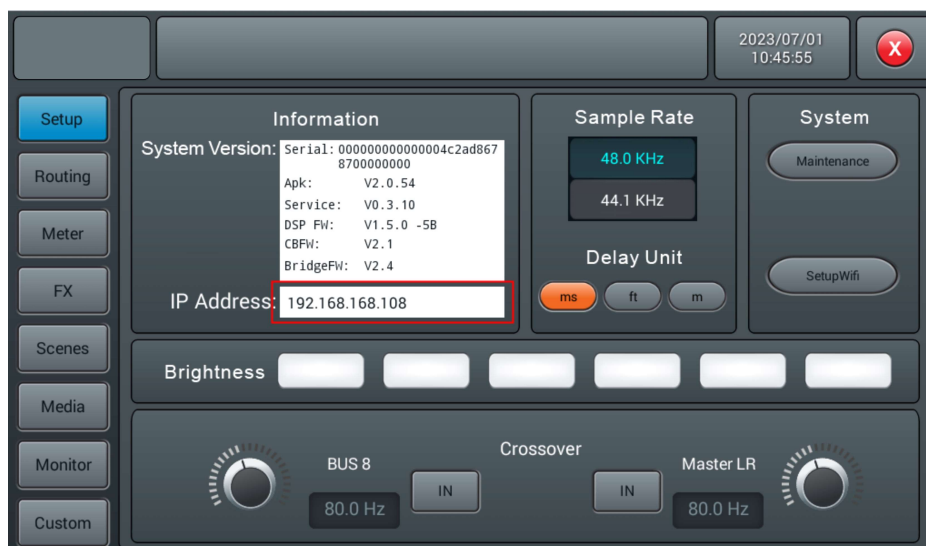 2023/07/01
10:45:55
X
Setup
Routing
Meter
FX
Scenes
Media
Monitor
Custom
Information
System Version:
Serial: 000000000000004c2ad867
8700000000
Apk: V2.0.54
Service: V0.3.10
DSP FW: V1.5.0 -5B
CBFW: V2.1
BridgeFW: V2.4
IP Address: 192.168.168.108
Sample Rate
48.0 KHz
44.1 KHz
Delay Unit
ms ft m
System
Maintenance
SetupWifi
Brightness
Crossover
BUS 8
80.0 Hz
IN
IN
Master LR
80.0 Hz